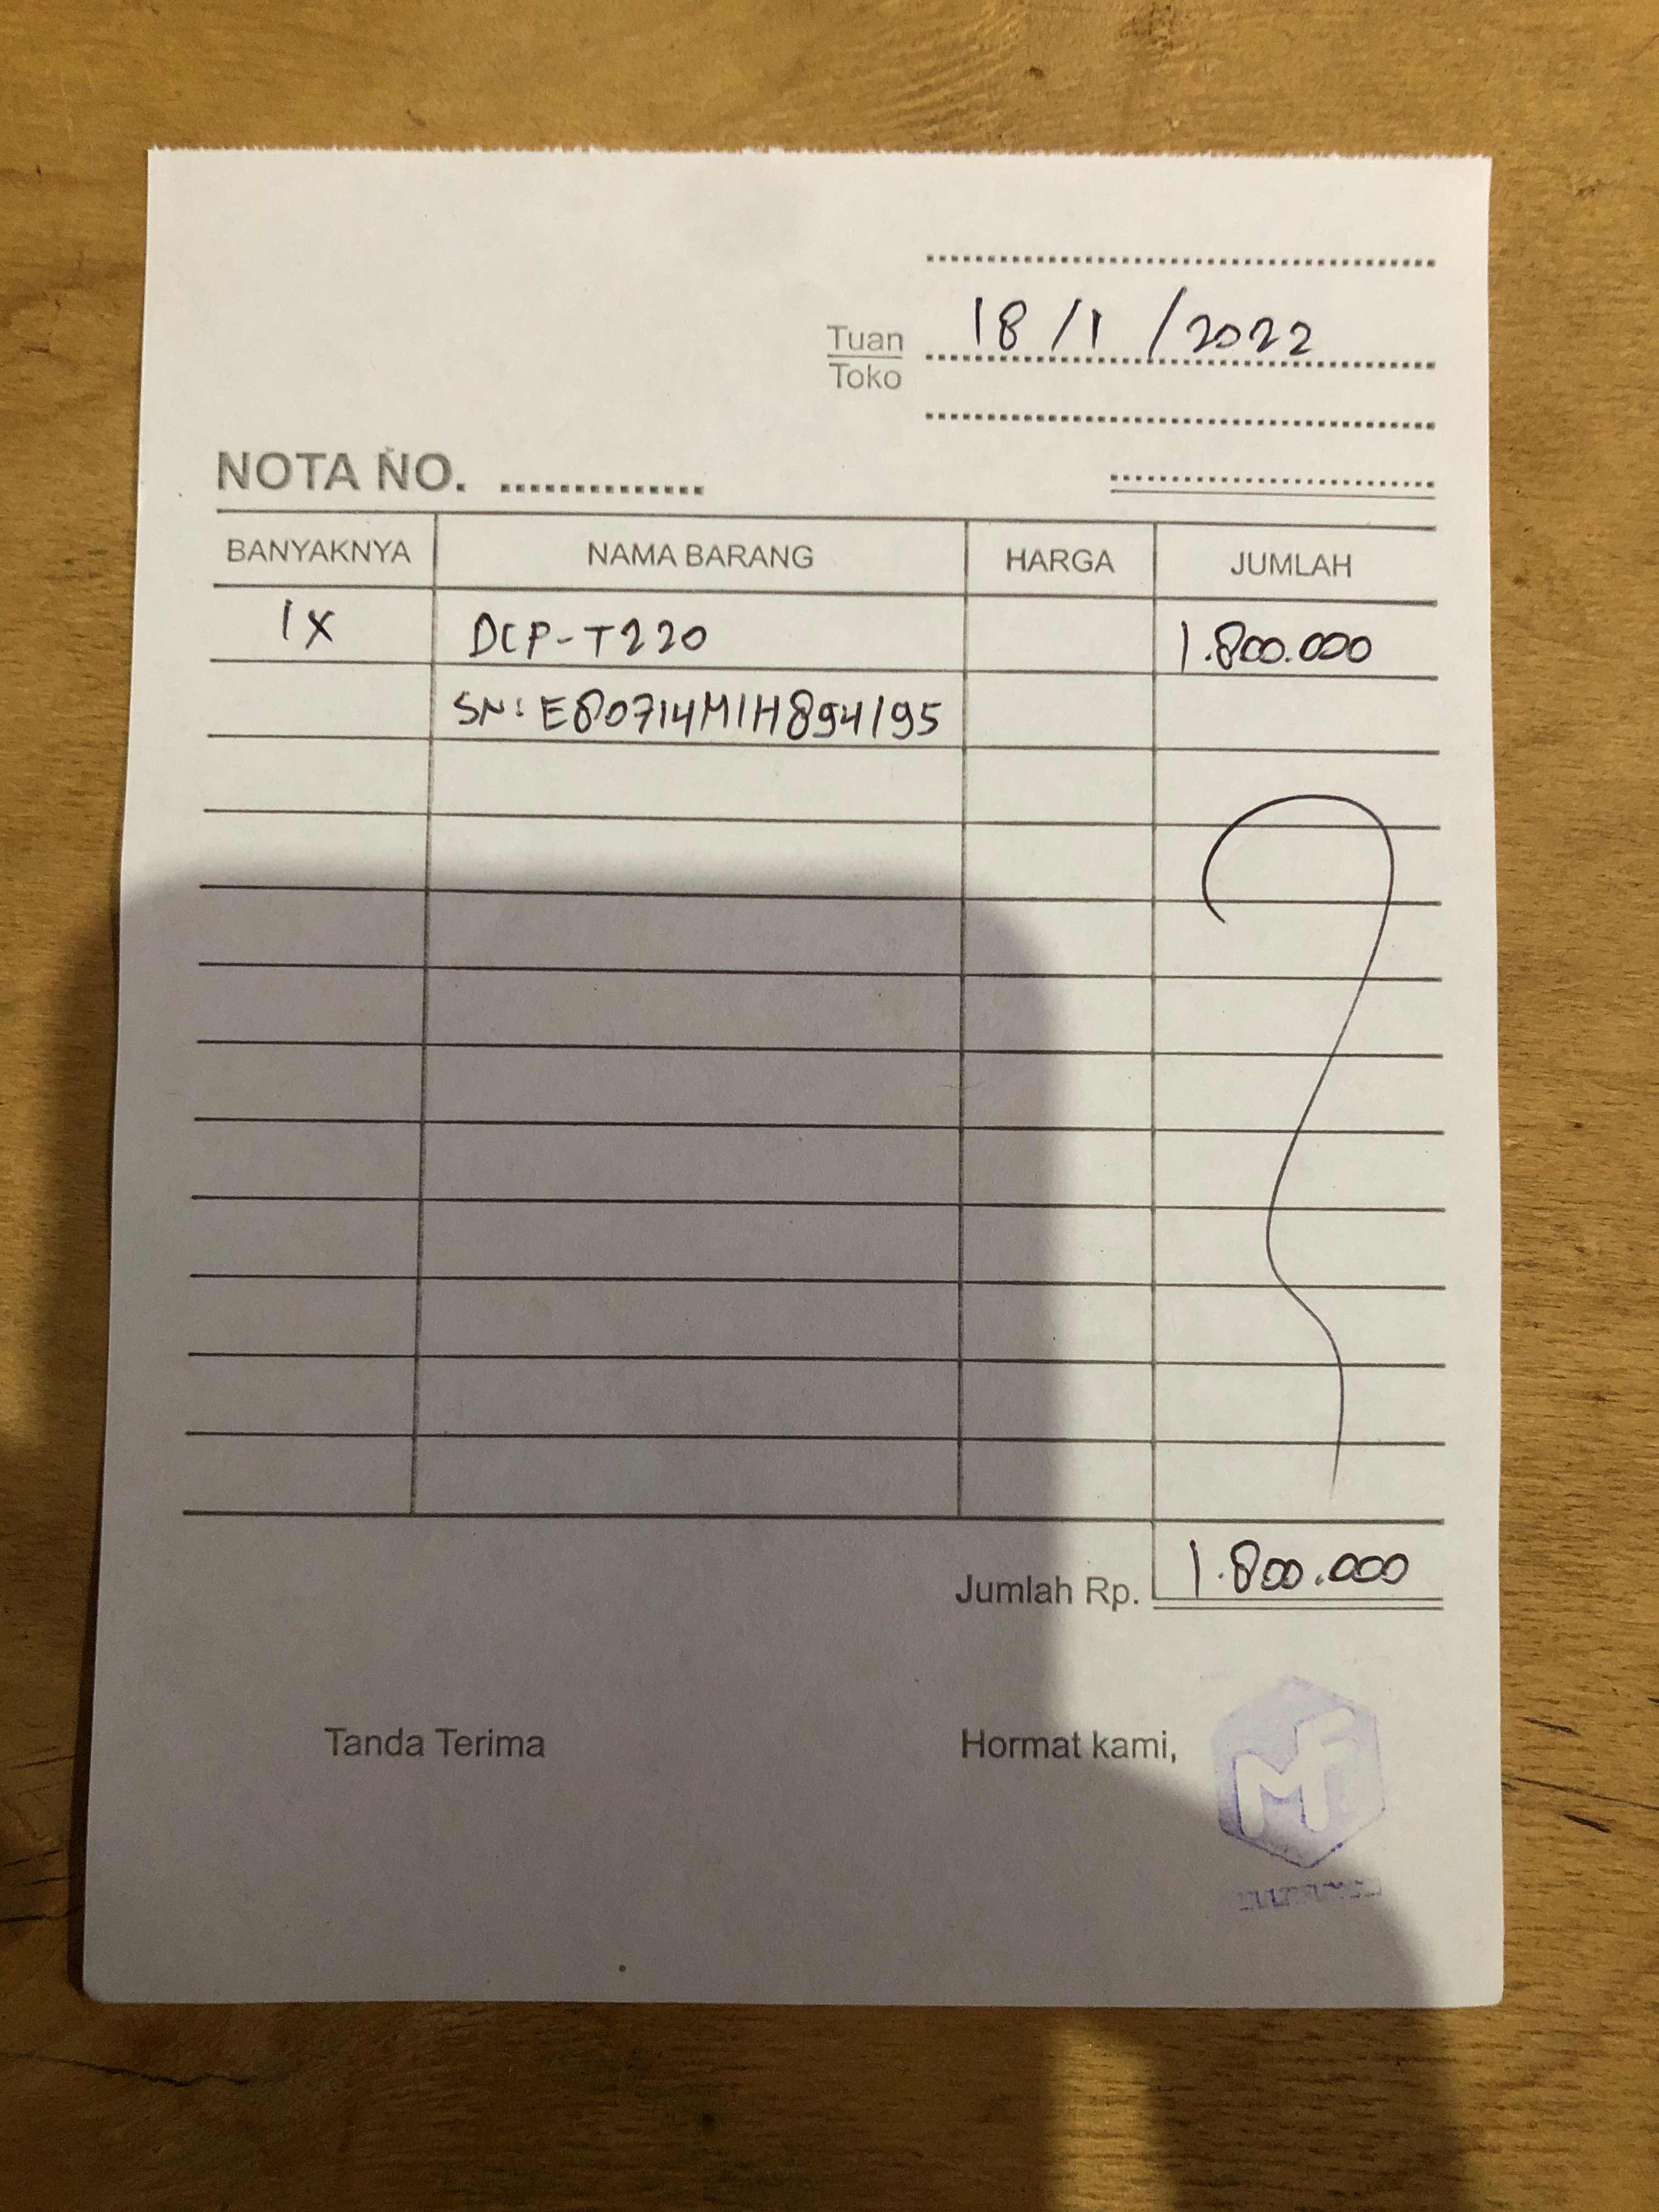 18/1/2022
Tuan
Toko
NOTA NO.
BANYAKNYA NAMA BARANG HARGA JUMLAH
1X DCP-T220 1.800.000
SN: E80714M1H894195
Jumlah Rp. 1.800.000
Tanda Terima Hormat kami,
MF